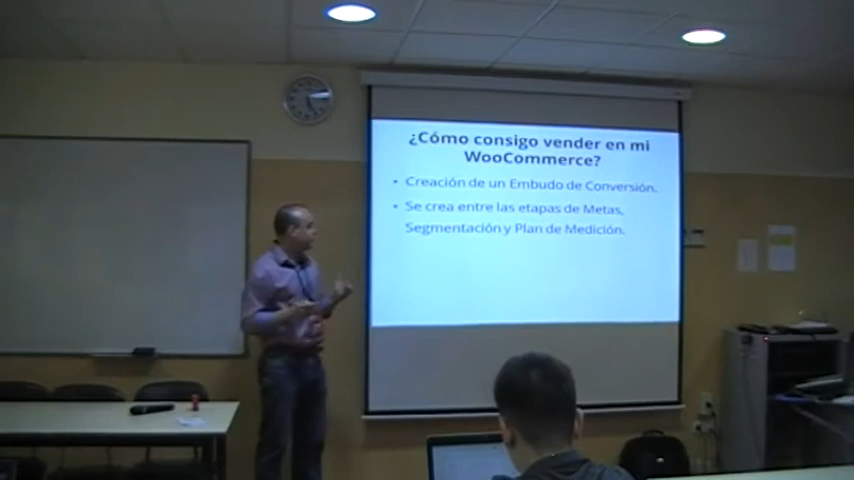 ¿Cómo consigo vender en mi
WooCommerce?
• Creación de un Embudo de Conversión.
• Se crea entre las etapas de Metas,
Segmentación y Plan de Medición.